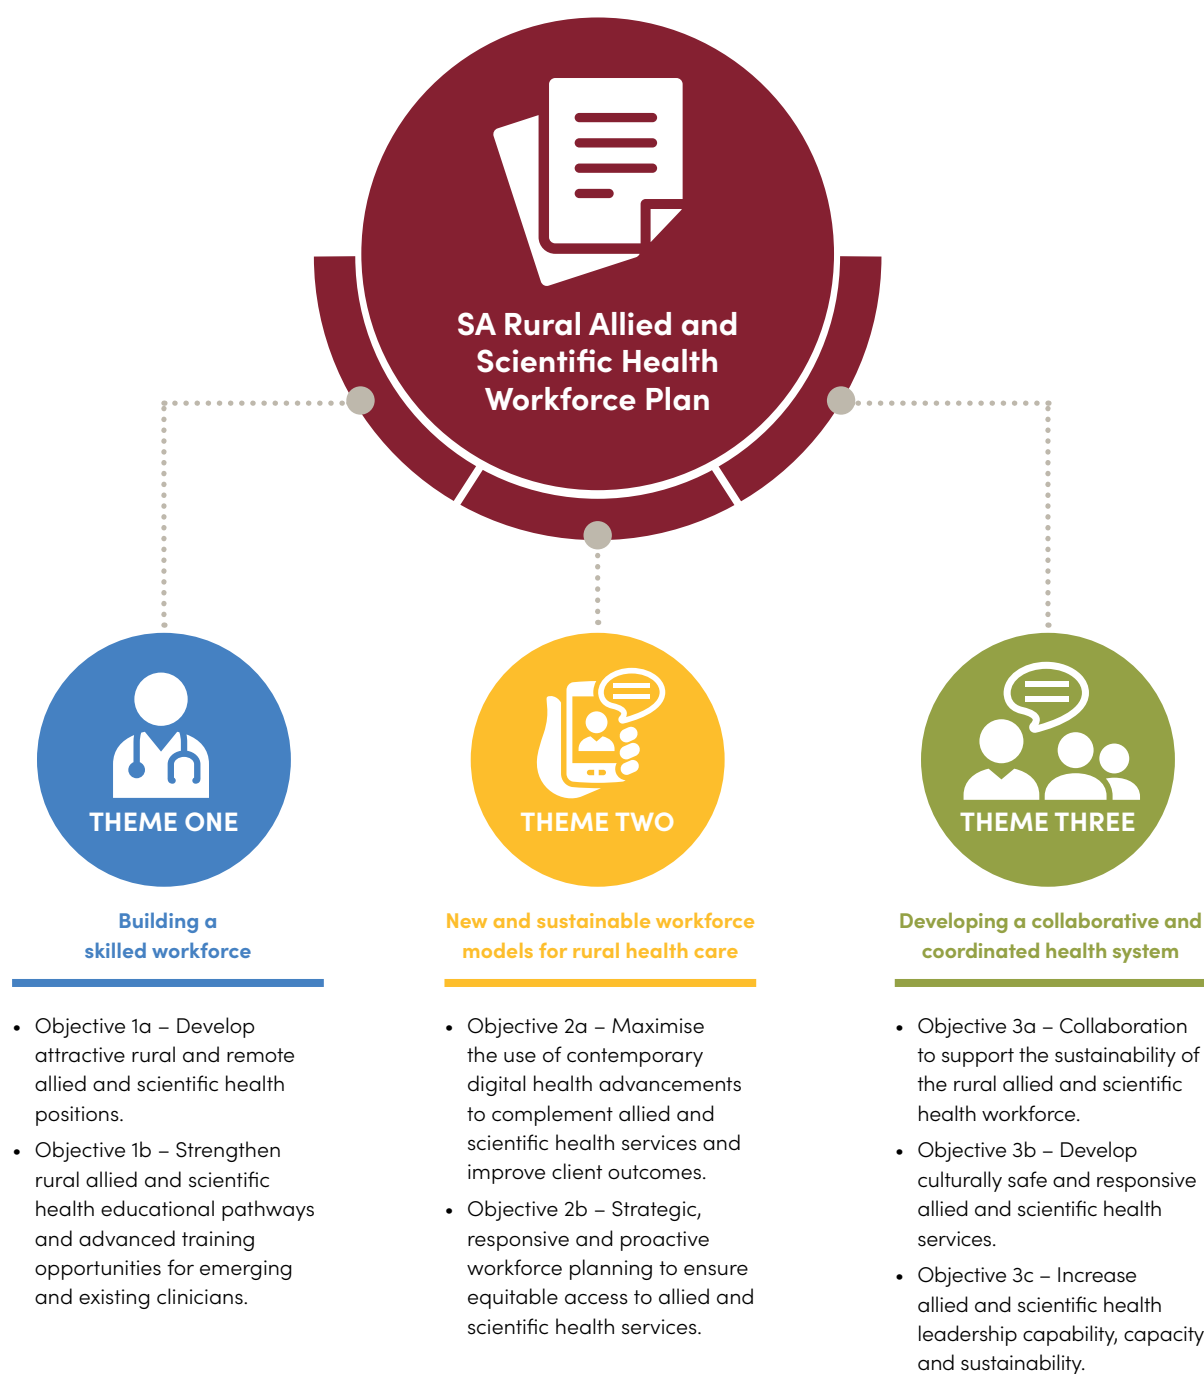 SA Rural Allied and
Scientific Health
Workforce Plan
THEME ONE
Building a
skilled workforce
• Objective 1a – Develop
attractive rural and remote
allied and scientific health
positions.
• Objective 1b – Strengthen
rural allied and scientific
health educational pathways
and advanced training
opportunities for emerging
and existing clinicians.
THEME TWO
New and sustainable workforce
models for rural health care
• Objective 2a – Maximise
the use of contemporary
digital health advancements
to complement allied and
scientific health services and
improve client outcomes.
• Objective 2b – Strategic,
responsive and proactive
workforce planning to ensure
equitable access to allied and
scientific health services.
THEME THREE
Developing a collaborative and
coordinated health system
• Objective 3a – Collaboration
to support the sustainability of
the rural allied and scientific
health workforce.
• Objective 3b – Develop
culturally safe and responsive
allied and scientific health
services.
• Objective 3c – Increase
allied and scientific health
leadership capability, capacity
and sustainability.